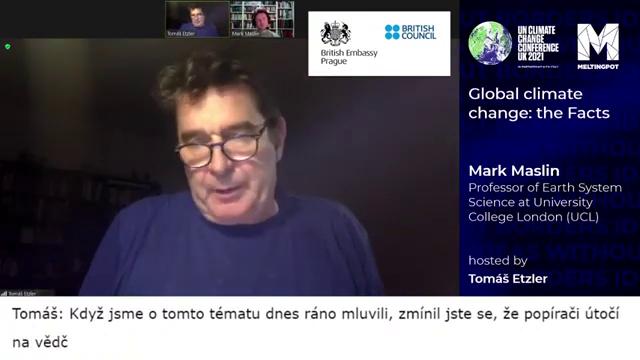 Tomáš Etzler
Mark Maslin
British Embassy
Prague
BRITISH
COUNCIL
UN CLIMATE
CHANGE
CONFERENCE
UK 2021
MELTINGPOT
Global climate
change: the Facts
Mark Maslin
Professor of Earth System
Science at University
College London (UCL)
hosted by
Tomáš Etzler
Tomáš Etzler
Tomáš: Když jsme o tomto tématu dnes ráno mluvili, zmínil jste se, že popírači útočí
na vědč